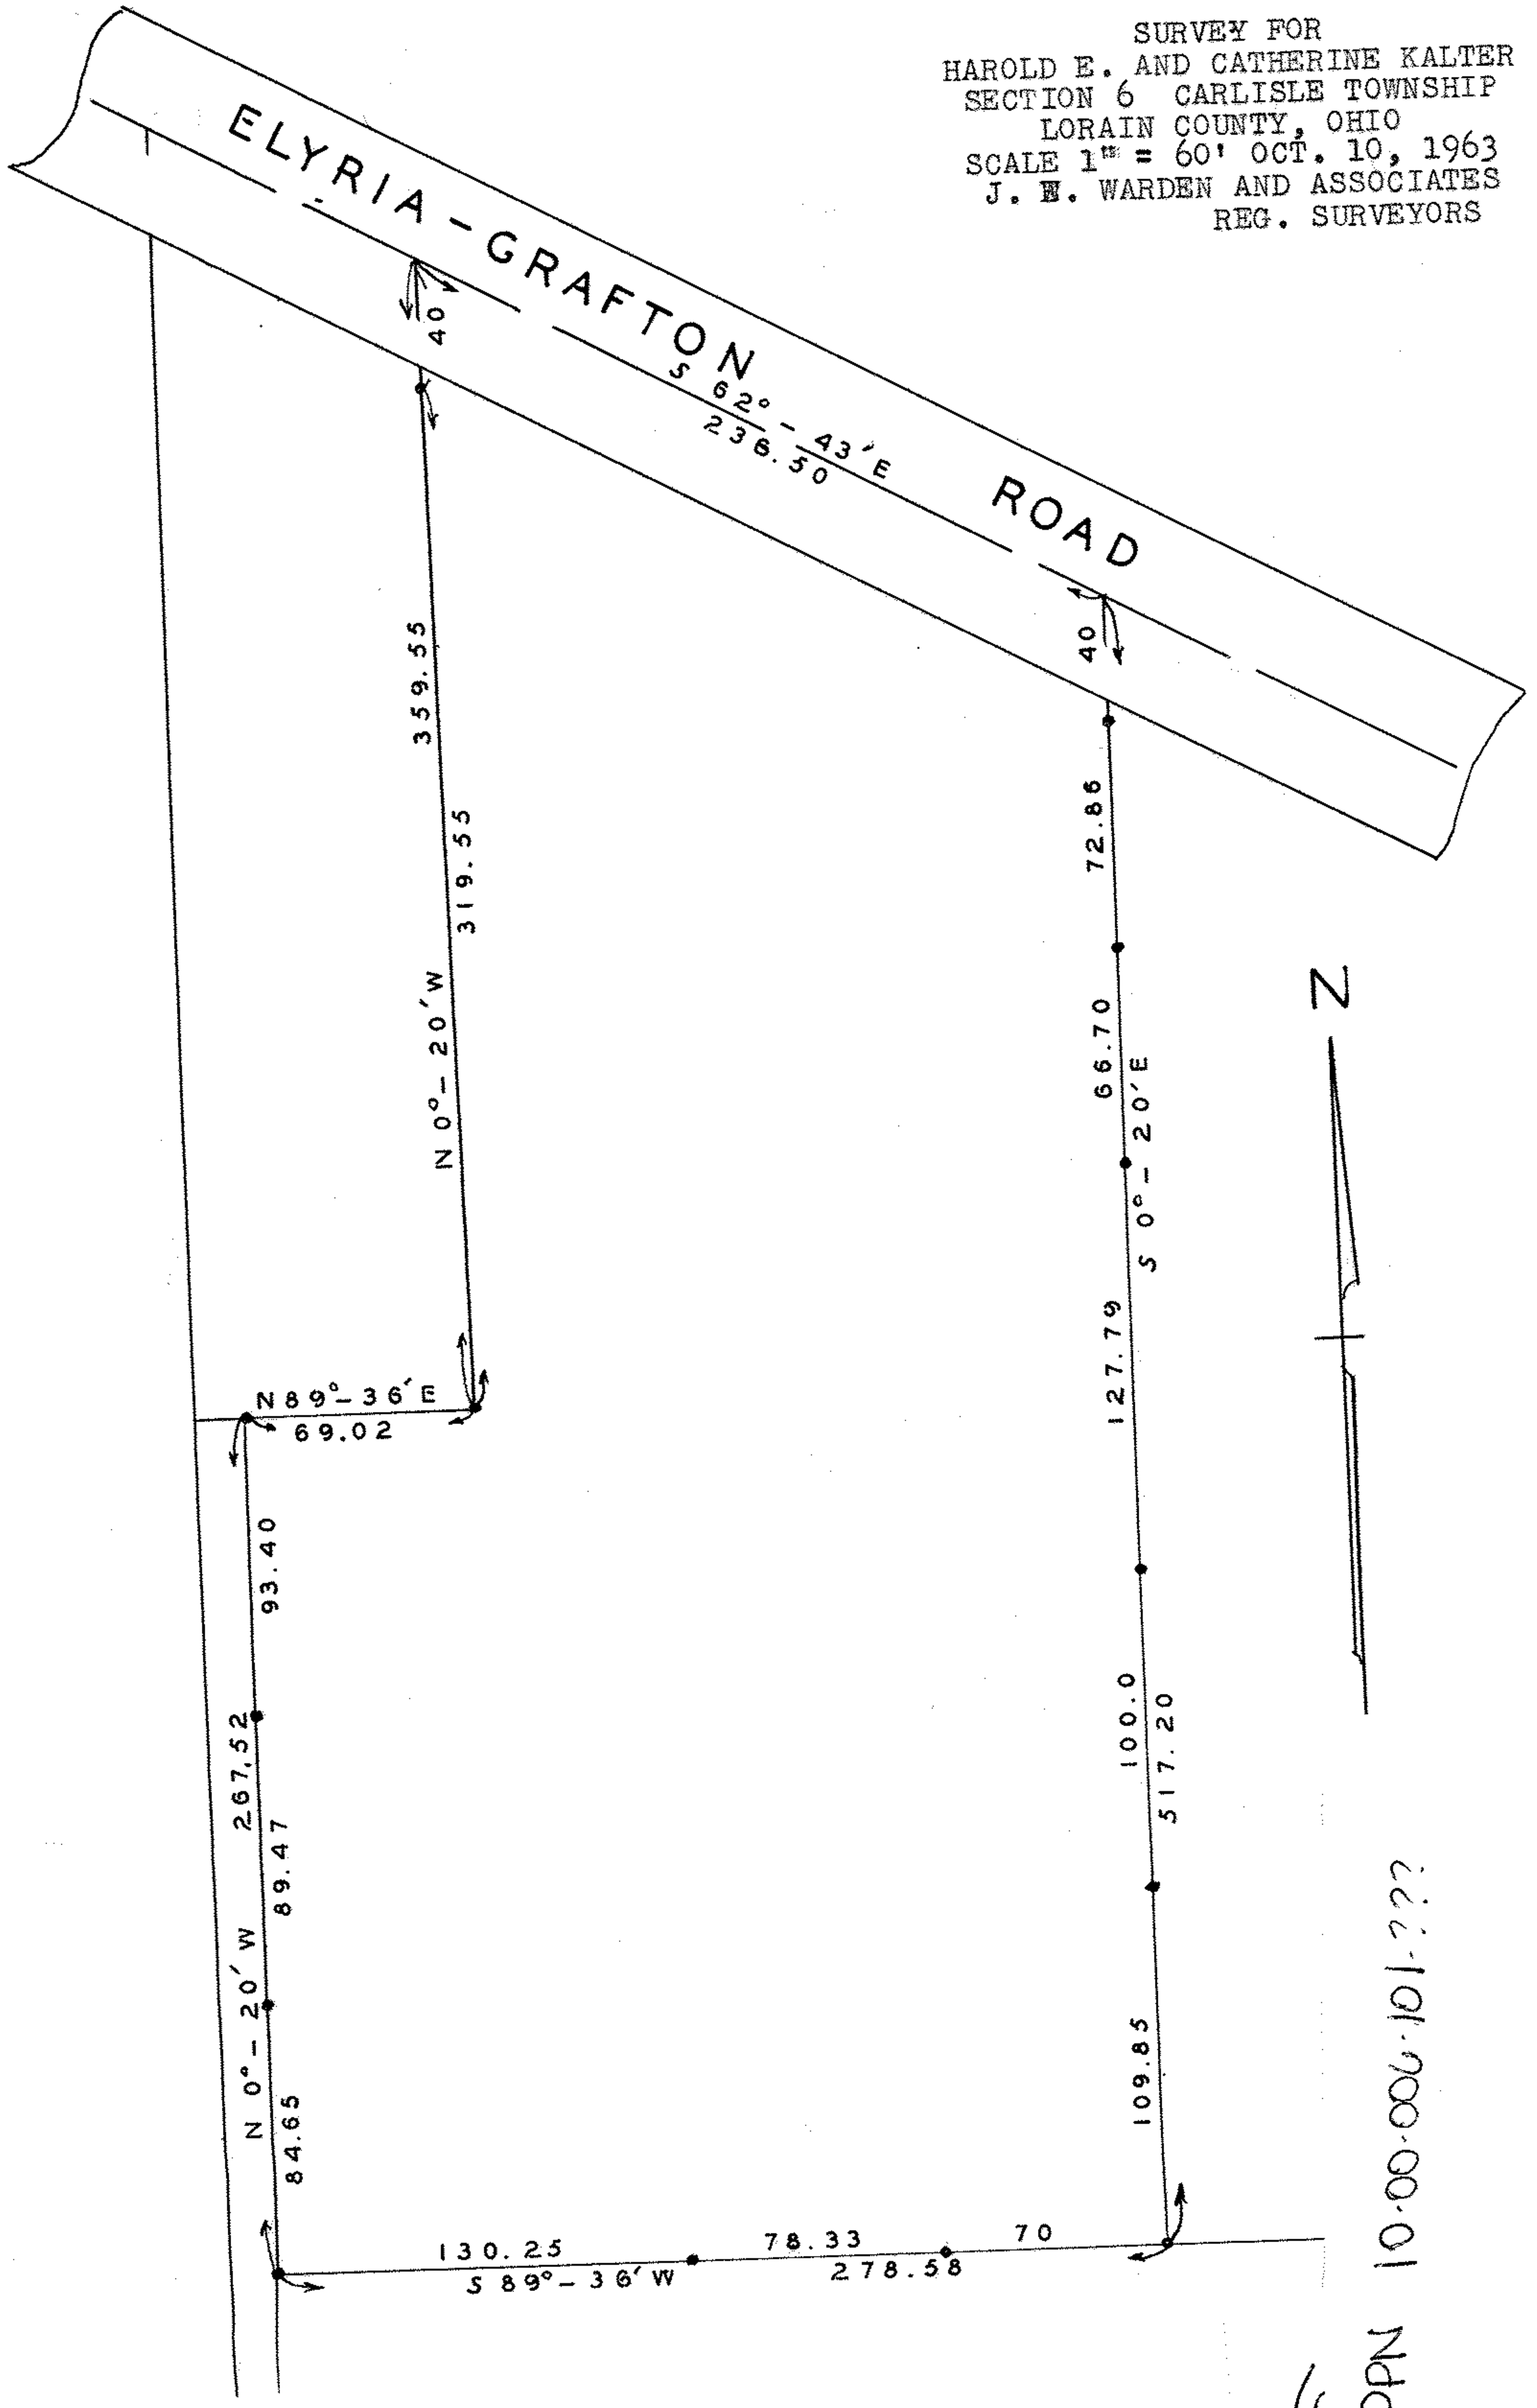 SURVEY FOR
HAROLD E. AND CATHERINE KALTER
SECTION 6 CARLISLE TOWNSHIP
LORAIN COUNTY, OHIO
SCALE 1" = 60' OCT. 10, 1963
J. E. WARDEN AND ASSOCIATES
REG. SURVEYORS
ELYRIA - GRAFTON ROAD
S 62° - 43' E
236.50
40
40
359.55
319.55
N 0° - 20' W
72.86
66.70
S 0° - 20' E
127.79
100.0
517.20
109.85
N
N 89° - 36' E
69.02
93.40
267.52
89.47
N 0° - 20' W
84.65
130.25
78.33
70
S 89° - 36' W
278.58
PPN 10-00-006-101-???